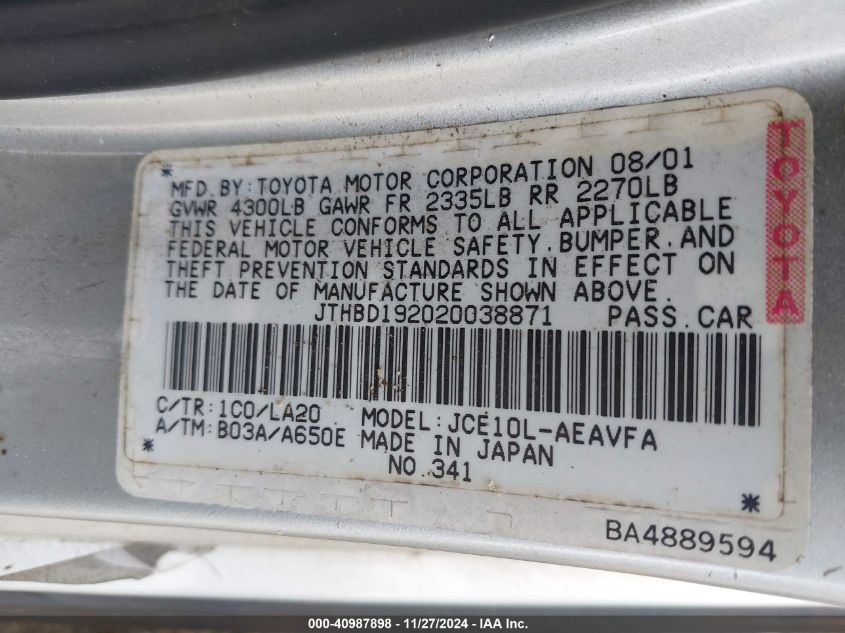 MFD. BY: TOYOTA MOTOR CORPORATION 08/01
GVWR 4300LB GAWR FR 2335LB RR 2270LB
THIS VEHICLE CONFORMS TO ALL APPLICABLE
FEDERAL MOTOR VEHICLE SAFETY, BUMPER, AND
THEFT PREVENTION STANDARDS IN EFFECT ON
THE DATE OF MANUFACTURE SHOWN ABOVE.
JTHBD192020038871 PASS. CAR
C/TR: 1C0/LA20 MODEL: JCE10L-AEAVFA
A/TM: B03A/A650E MADE IN JAPAN
NO. 341
TOYOTA
BA4889594
000-40987898 - 11/27/2024 - IAA Inc.